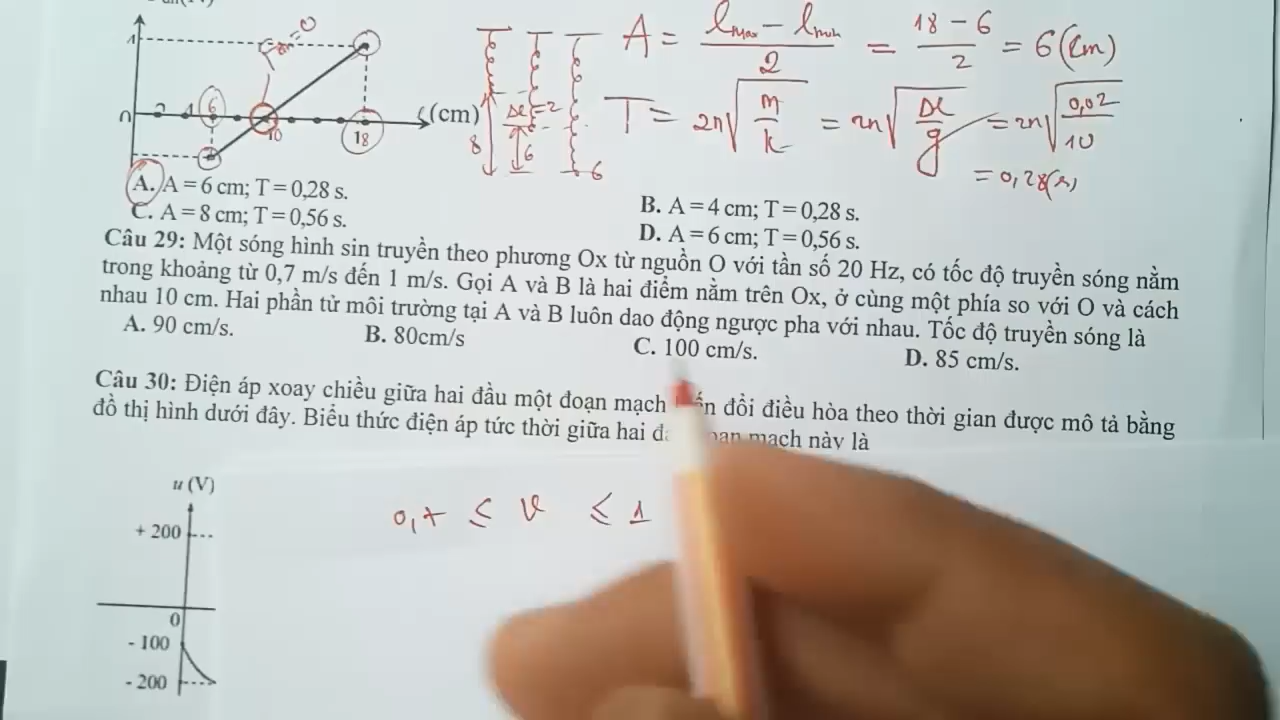 1
0
2
4
6
10
18
(cm)
8
6
6
A = lmax - lmin / 2 = 18 - 6 / 2 = 6 (cm)
T = 2π√ m / k = 2π√ / g = 2π√ 0,02 / 10
= 0,28(s)
A. A = 6 cm; T = 0,28 s.
B. A = 4 cm; T = 0,28 s.
C. A = 8 cm; T = 0,56 s.
D. A = 6 cm; T = 0,56 s.
Câu 29: Một sóng hình sin truyền theo phương Ox từ nguồn O với tần số 20 Hz, có tốc độ truyền sóng nằm
trong khoảng từ 0,7 m/s đến 1 m/s. Gọi A và B là hai điểm nằm trên Ox, ở cùng một phía so với O và cách
nhau 10 cm. Hai phần tử môi trường tại A và B luôn dao động ngược pha với nhau. Tốc độ truyền sóng là
A. 90 cm/s.
B. 80cm/s
C. 100 cm/s.
D. 85 cm/s.
Câu 30: Điện áp xoay chiều giữa hai đầu một đoạn mạch đổi điều hòa theo thời gian được mô tả bằng
đồ thị hình dưới đây. Biểu thức điện áp tức thời giữa hai mạch này là
0,7 ≤ v ≤ 1
u (V)
+ 200
0
- 100
- 200